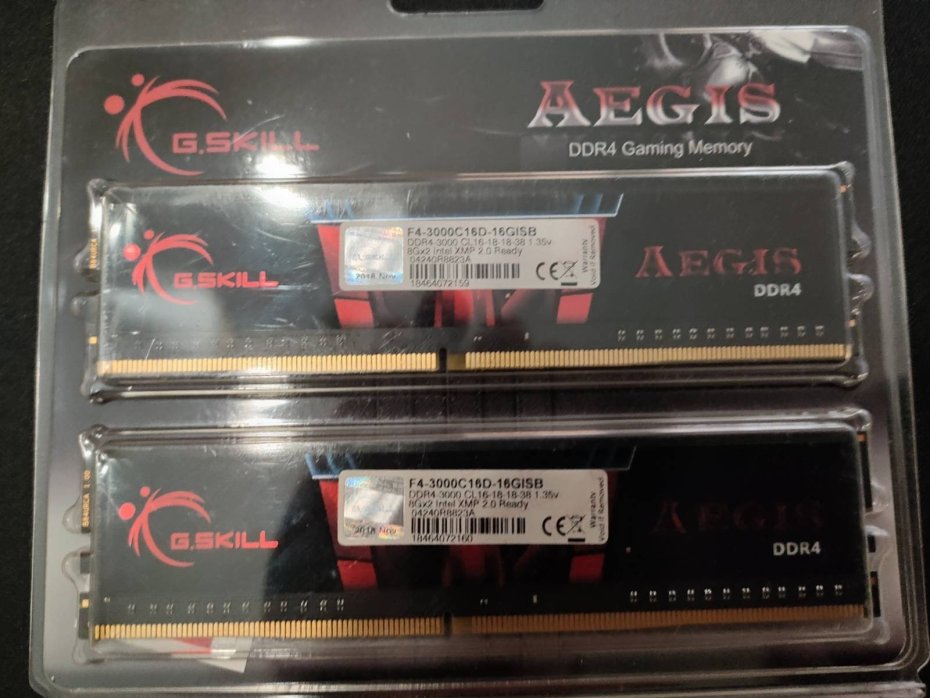 G.SKILL
AEGIS
DDR4 Gaming Memory
F4-3000C16D-16GISB
DDR4-3000 CL16-18-18-38 1.35v
8Gx2 Intel XMP 2.0 Ready
04240R8823A
2018 Nov
18464072159
CE
Warranty
Void if Removed
G.SKILL
AEGIS
DDR4
F4-3000C16D-16GISB
DDR4-3000 CL16-18-18-38 1.35v
8Gx2 Intel XMP 2.0 Ready
04240R8823A
2018 Nov
18464072160
CE
Warranty
Void if Removed
G.SKILL
AEGIS
DDR4